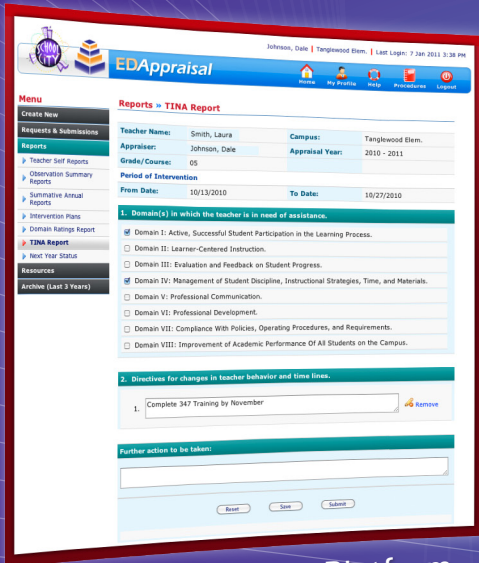 SCHOOL CITY
Johnson, Dale | Tanglewood Elem. | Last Login: 7 Jan 2011 3:38 PM
EDAppraisal
Home My Profile Help Procedures Logout
Menu
Create New
Requests & Submissions
Reports
Teacher Self Reports
Observation Summary
Reports
Summative Annual
Reports
Intervention Plans
Domain Ratings Report
TINA Report
Next Year Status
Resources
Archive (Last 3 Years)
Reports » TINA Report
Teacher Name: Smith, Laura Campus: Tanglewood Elem.
Appraiser: Johnson, Dale Appraisal Year: 2010 - 2011
Grade/Course: 05
Period of Intervention
From Date: 10/13/2010 To Date: 10/27/2010
1. Domain(s) in which the teacher is in need of assistance.
Domain I: Active, Successful Student Participation in the Learning Process.
Domain II: Learner-Centered Instruction.
Domain III: Evaluation and Feedback on Student Progress.
Domain IV: Management of Student Discipline, Instructional Strategies, Time, and Materials.
Domain V: Professional Communication.
Domain VI: Professional Development.
Domain VII: Compliance With Policies, Operating Procedures, and Requirements.
Domain VIII: Improvement of Academic Performance Of All Students on the Campus.
2. Directives for changes in teacher behavior and time lines.
1. Complete 347 Training by November Remove
Further action to be taken:
Reset Save Submit